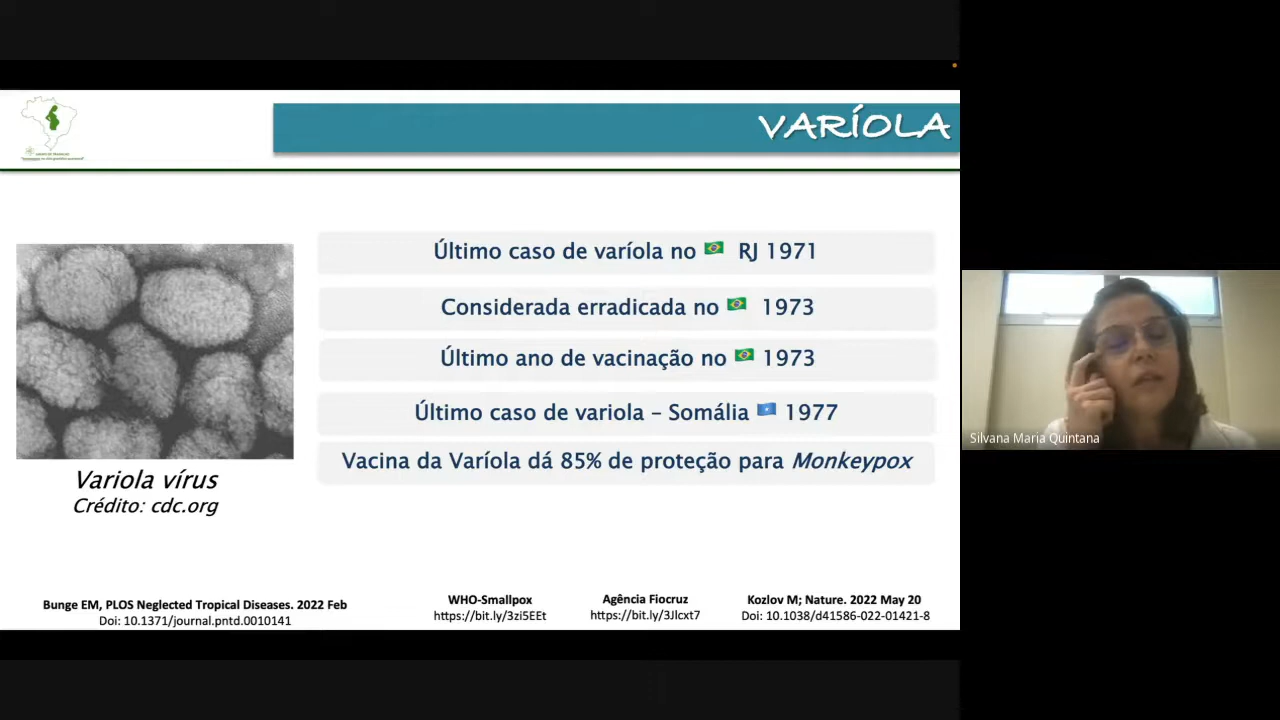 VARÍOLA
Último caso de varíola no RJ 1971
Considerada erradicada no 1973
Último ano de vacinação no 1973
Último caso de variola – Somália 1977
Vacina da Varíola dá 85% de proteção para Monkeypox
Variola vírus
Crédito: cdc.org
Silvana Maria Quintana
Bunge EM, PLOS Neglected Tropical Diseases. 2022 Feb
Doi: 10.1371/journal.pntd.0010141
WHO-Smallpox
https://bit.ly/3zi5EEt
Agência Fiocruz
https://bit.ly/3Jlcxt7
Kozlov M; Nature. 2022 May 20
Doi: 10.1038/d41586-022-01421-8